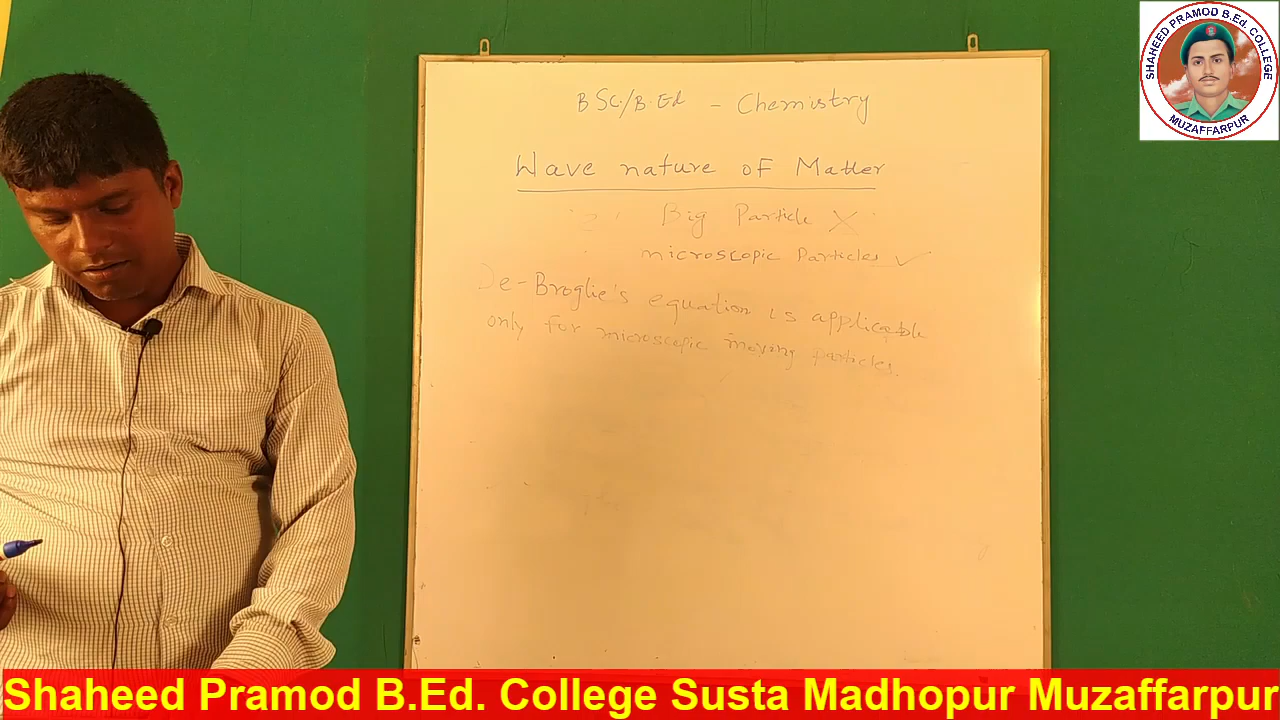 SHAHEED PRAMOD B.Ed. COLLEGE
MUZAFFARPUR
B Sc./B.Ed - Chemistry
Wave nature of Matter
Big Particle X
microscopic Particles ✓
De-Broglie's equation is applicable
only for microscopic moving particles.
Shaheed Pramod B.Ed. College Susta Madhopur Muzaffarpur